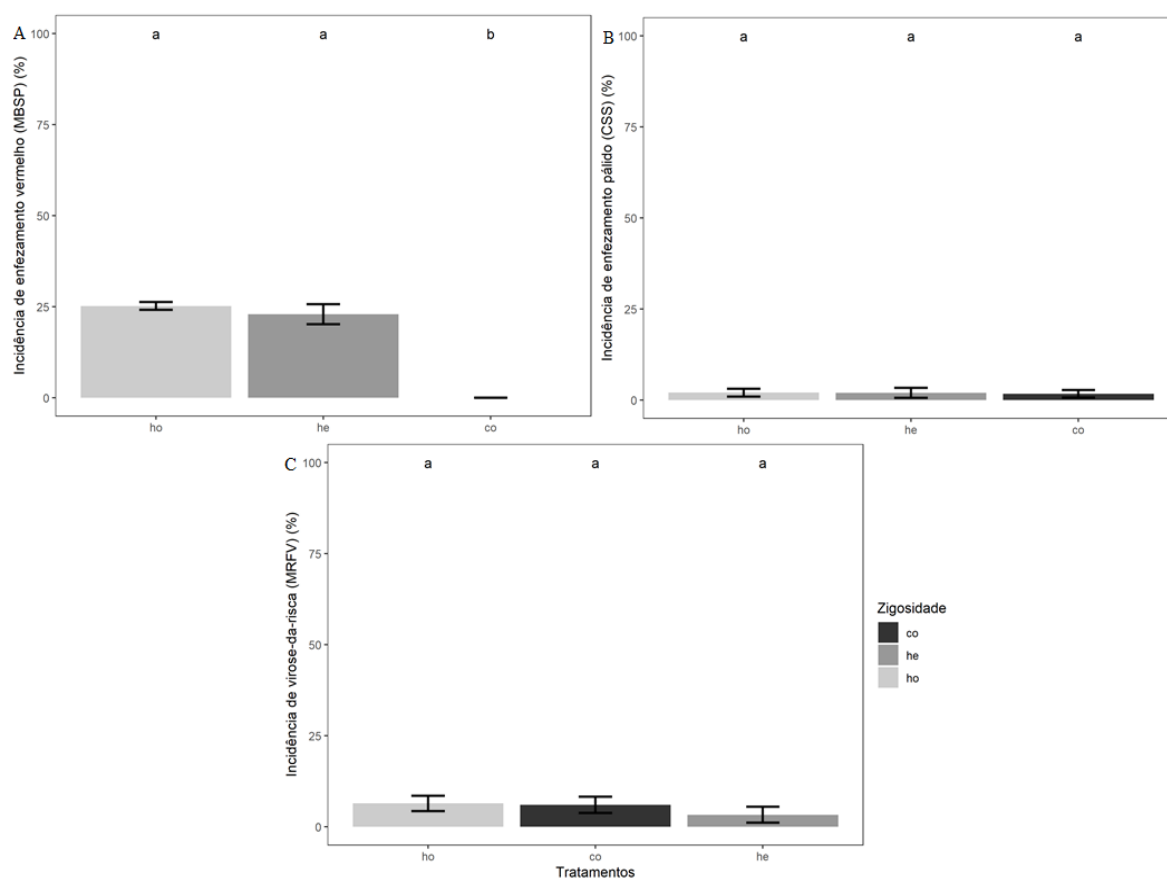 A
Incidência de enfezamento vermelho (MBSP) (%)
100
75
50
25
0
a a b
ho he co
B
Incidência de enfezamento pálido (CSS) (%)
100
75
50
25
0
a a a
ho he co
C
Incidência de virose-da-risca (MRFV) (%)
100
75
50
25
0
a a a
ho co he
Tratamentos
Zigosidade
co
he
ho